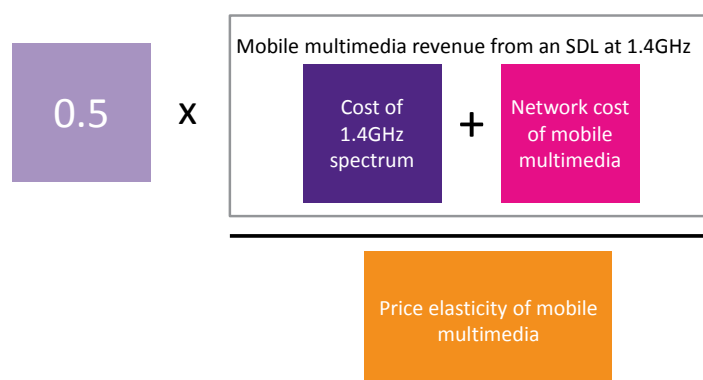 Mobile multimedia revenue from an SDL at 1.4GHz
0.5
x
Cost of
1.4GHz
spectrum
+
Network cost
of mobile
multimedia
Price elasticity of mobile
multimedia